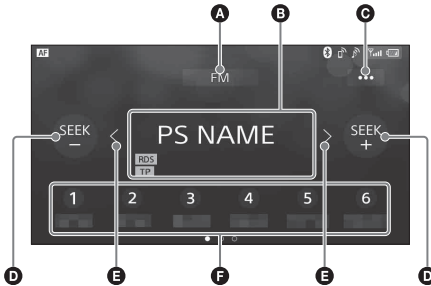 A B C
AF
FM
SEEK
−
PS NAME
SEEK
+
RDS
TP
D E E D
1 2 3 4 5 6
F